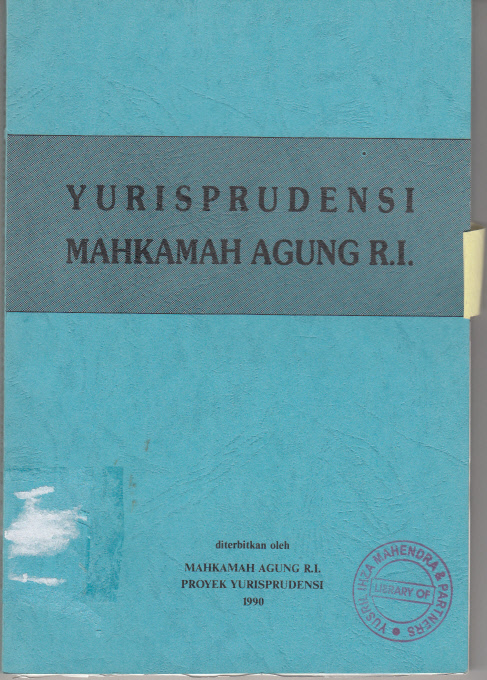 YURISPRUDENSI
MAHKAMAH AGUNG R.I.
diterbitkan oleh
MAHKAMAH AGUNG R.I.
PROYEK YURISPRUDENSI
1990
YUSRIL IHZA MAHENDRA & PARTNERS
LIBRARY OF